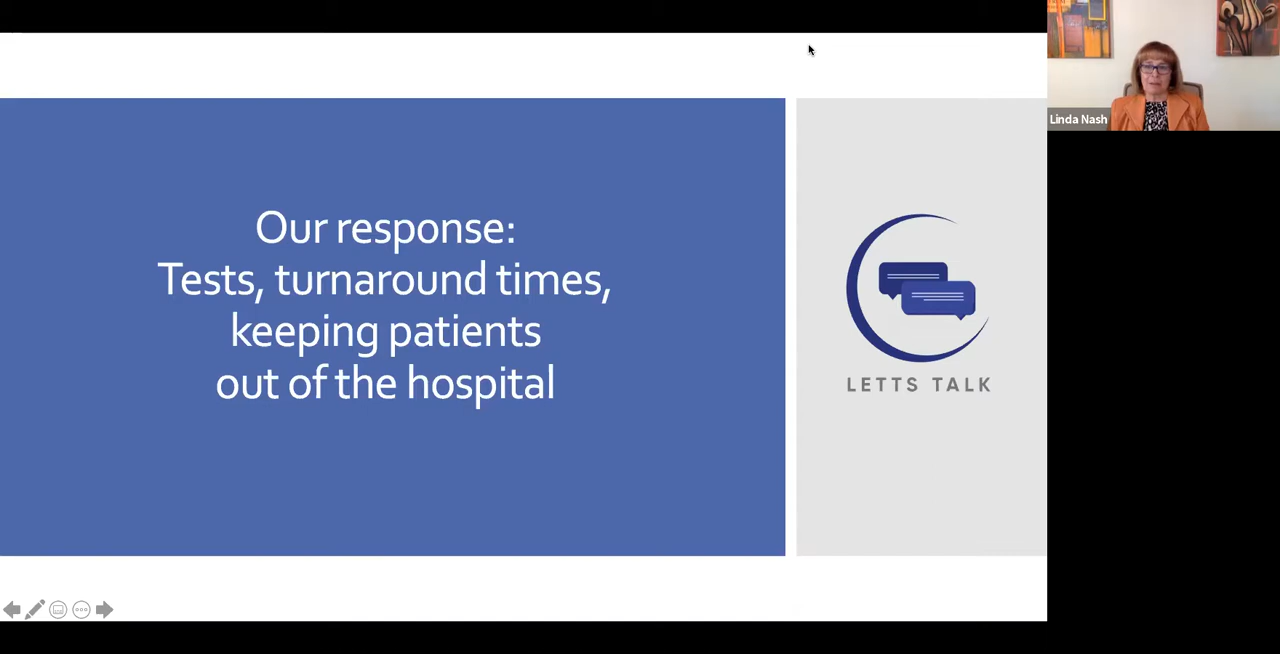 Our response:
Tests, turnaround times,
keeping patients
out of the hospital
LETTS TALK
Linda Nash